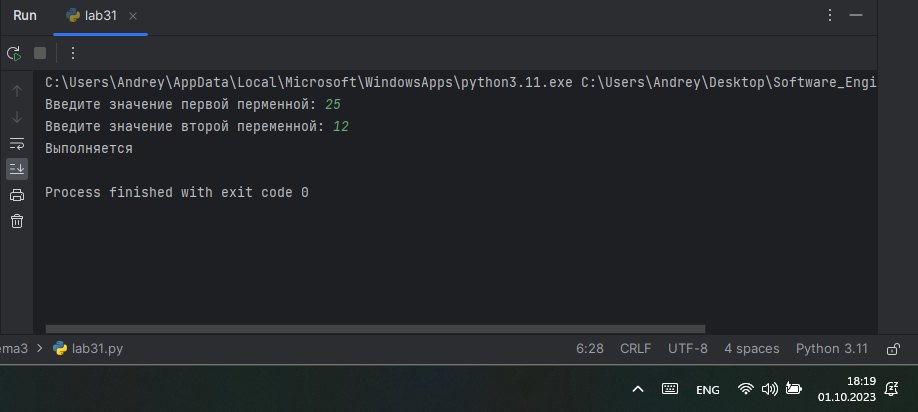 Run lab31
C:\Users\Andrey\AppData\Local\Microsoft\WindowsApps\python3.11.exe C:\Users\Andrey\Desktop\Software_Engi
Введите значение первой перменной: 25
Введите значение второй переменной: 12
Выполняется
Process finished with exit code 0
ema3 > lab31.py 6:28 CRLF UTF-8 4 spaces Python 3.11
ENG 18:19
01.10.2023